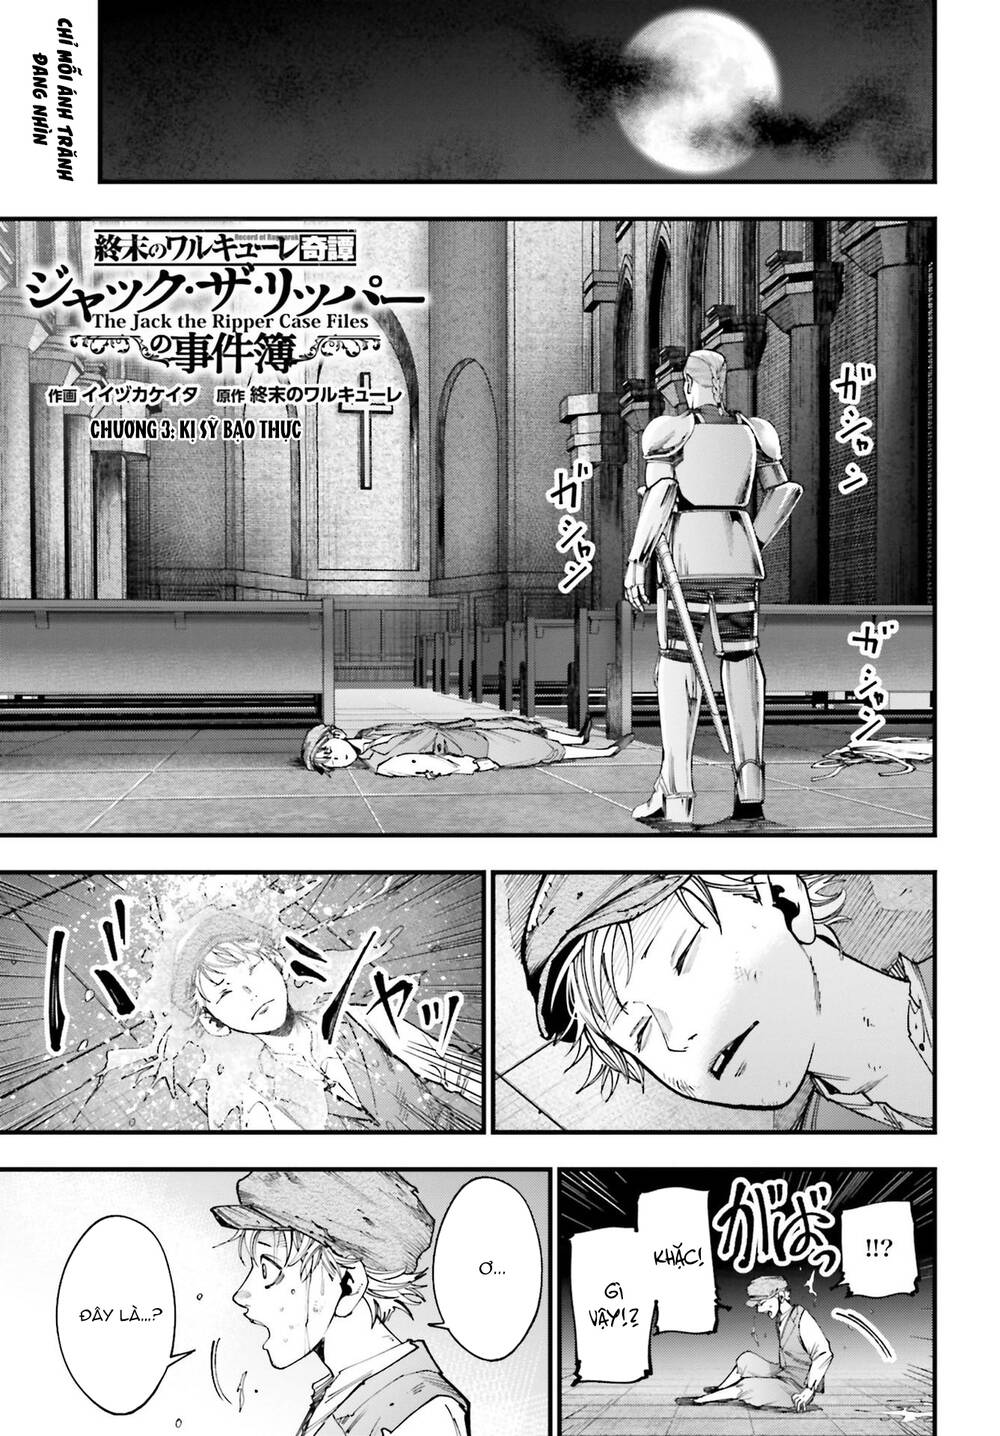 CHỈ MỖI ÁNH TRĂNH
ĐANG NHÌN
Record of Ragnarok
終末のワルキューレ奇譚
ジャック・ザ・リッパー
The Jack the Ripper Case Files
の事件簿
作画 イイヅカケイタ 原作 終末のワルキューレ
CHƯƠNG 3: KỊ SỸ BẠO THỰC
ガシャン
ガシャン
ガシャン
バシャッ
!!?
がばっ
KHẶC!
GÌ
VẬY!?
Ơ...
ĐÂY LÀ...?